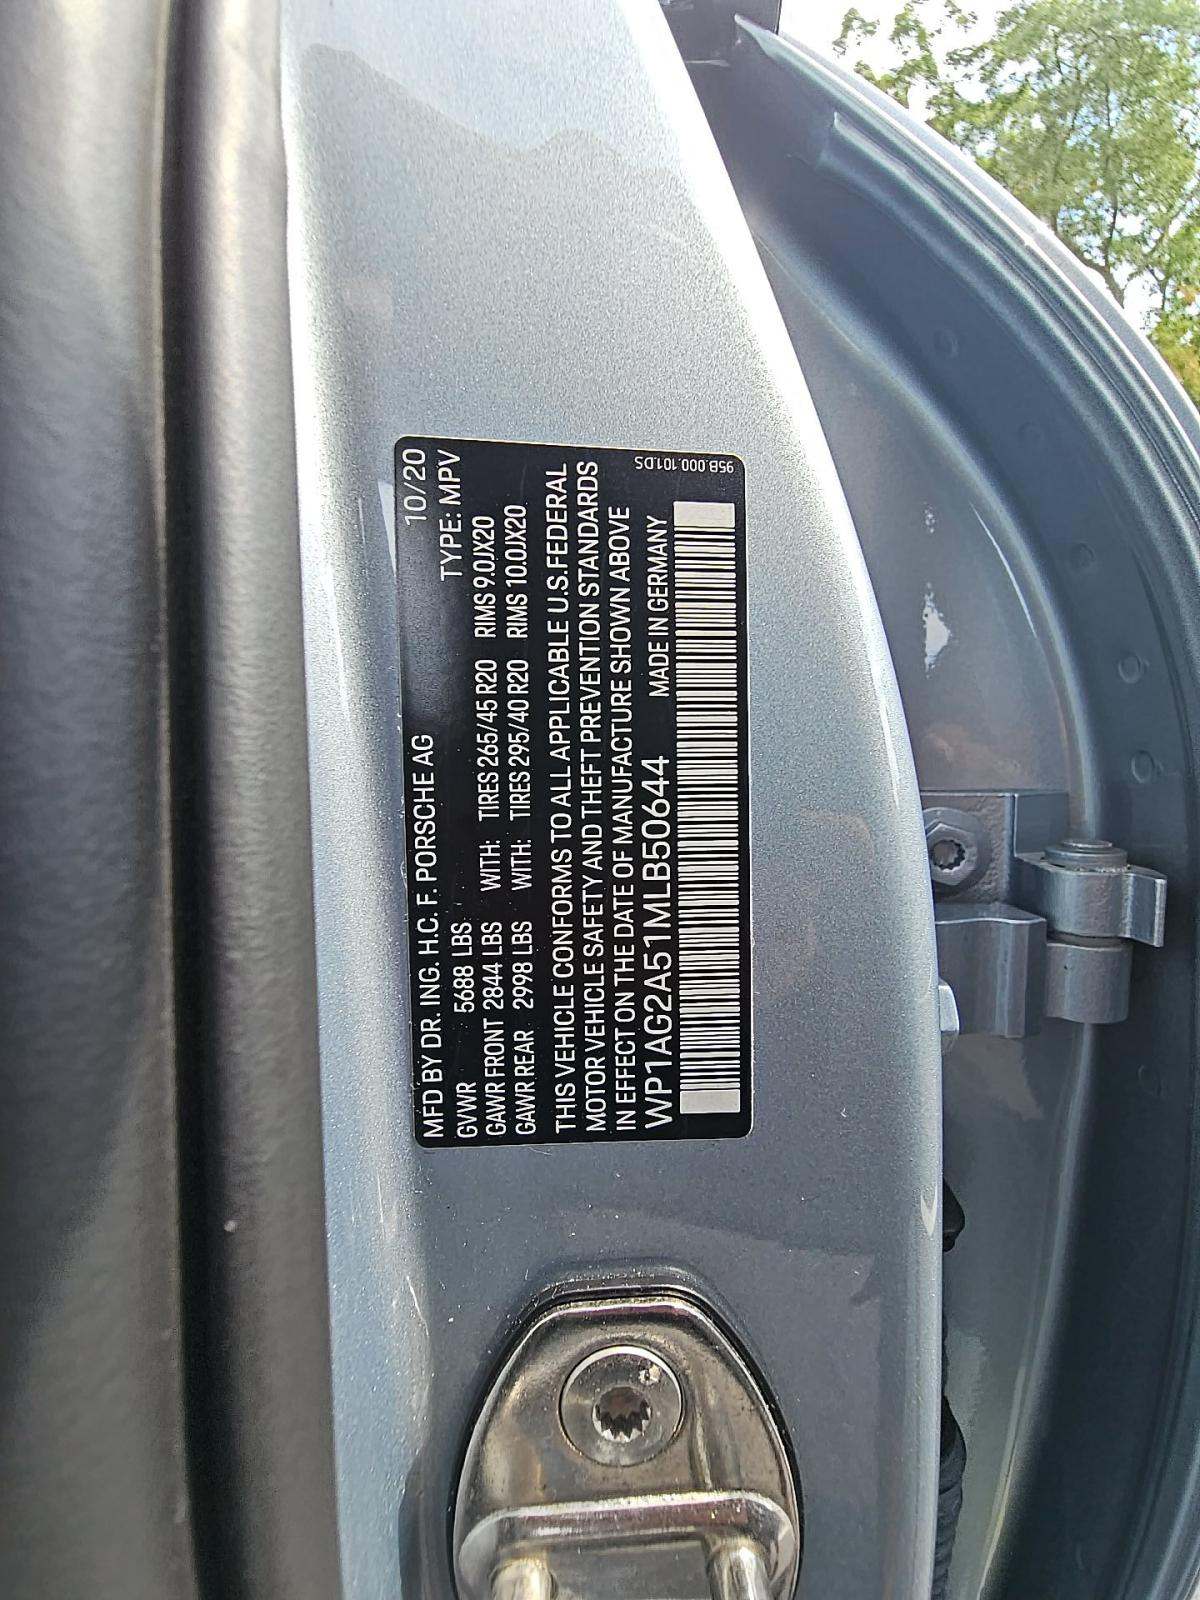 MFD BY DR. ING. H.C. F. PORSCHE AG 10/20
GVWR 5688 LBS TYPE: MPV
GAWR FRONT 2844 LBS WITH: TIRES 265/45 R20 RIMS 9.0JX20
GAWR REAR 2998 LBS WITH: TIRES 295/40 R20 RIMS 10.0JX20
THIS VEHICLE CONFORMS TO ALL APPLICABLE U.S.FEDERAL
MOTOR VEHICLE SAFETY AND THEFT PREVENTION STANDARDS
IN EFFECT ON THE DATE OF MANUFACTURE SHOWN ABOVE
WP1AG2A51MLB50644 MADE IN GERMANY
95B.000.101.DS